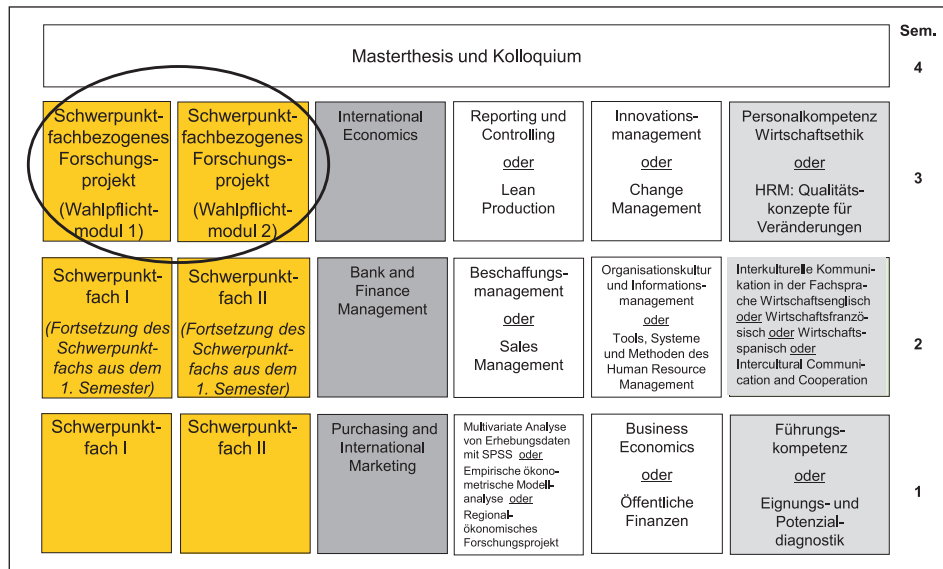 Sem.
Masterthesis und Kolloquium
4
Schwerpunkt-
fachbezogenes
Forschungs-
projekt
(Wahlpflicht-
modul 1)
Schwerpunkt-
fachbezogenes
Forschungs-
projekt
(Wahlpflicht-
modul 2)
International
Economics
Reporting und
Controlling
oder
Lean
Production
Innovations-
management
oder
Change
Management
Personalkompetenz
Wirtschaftsethik
oder
HRM: Qualitäts-
konzepte für
Veränderungen
3
Schwerpunkt-
fach I
(Fortsetzung des
Schwerpunkt-
fachs aus dem
1. Semester)
Schwerpunkt-
fach II
(Fortsetzung des
Schwerpunkt-
fachs aus dem
1. Semester)
Bank and
Finance
Management
Beschaffungs-
management
oder
Sales
Management
Organisationskultur
und Informations-
management
oder
Tools, Systeme
und Methoden des
Human Resource
Management
Interkulturelle Kommuni-
kation in der Fachspra-
che Wirtschaftsenglisch
oder Wirtschaftsfranzö-
sisch oder Wirtschafts-
spanisch oder
Intercultural Communi-
cation and Cooperation
2
Schwerpunkt-
fach I
Schwerpunkt-
fach II
Purchasing and
International
Marketing
Multivariate Analyse
von Erhebungsdaten
mit SPSS oder
Empirische ökono-
metrische Modell-
analyse oder
Regional-
ökonomisches
Forschungsprojekt
Business
Economics
oder
Öffentliche
Finanzen
Führungs-
kompetenz
oder
Eignungs- und
Potenzial-
diagnostik
1